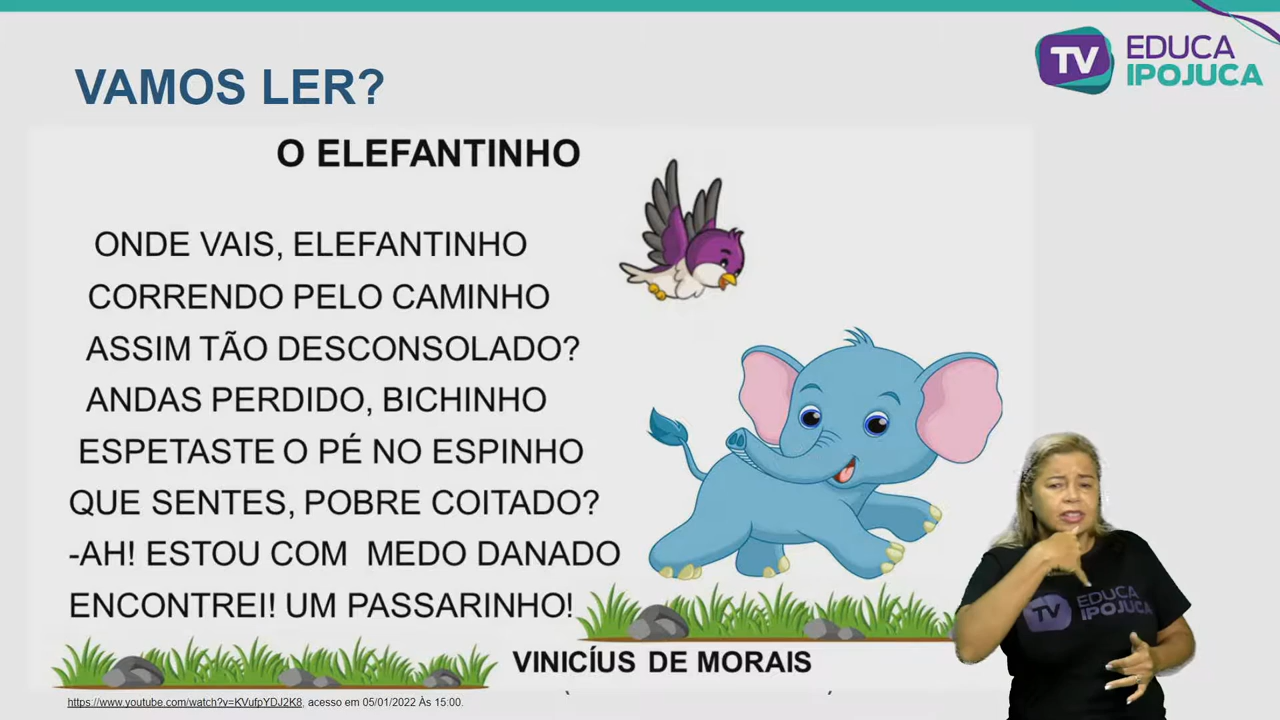 TV EDUCA
IPOJUCA
VAMOS LER?
O ELEFANTINHO
ONDE VAIS, ELEFANTINHO
CORRENDO PELO CAMINHO
ASSIM TÃO DESCONSOLADO?
ANDAS PERDIDO, BICHINHO
ESPETASTE O PÉ NO ESPINHO
QUE SENTES, POBRE COITADO?
-AH! ESTOU COM MEDO DANADO
ENCONTREI! UM PASSARINHO!
VINICÍUS DE MORAIS
https://www.youtube.com/watch?v=KVufpYDJ2K8, acesso em 05/01/2022 Às 15:00.
TV EDUCA
IPOJUCA